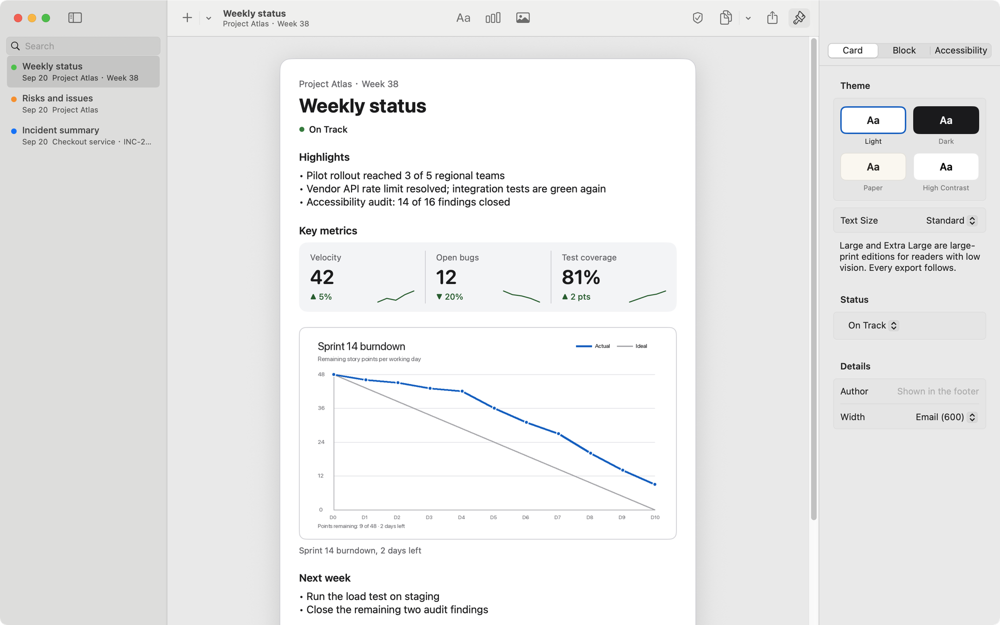 Weekly status
Project Atlas · Week 38
Aa
Search
Weekly status
Sep 20 Project Atlas · Week 38
Risks and issues
Sep 20 Project Atlas
Incident summary
Sep 20 Checkout service · INC-2...
Project Atlas · Week 38
Weekly status
On Track
Highlights
• Pilot rollout reached 3 of 5 regional teams
• Vendor API rate limit resolved; integration tests are green again
• Accessibility audit: 14 of 16 findings closed
Key metrics
Velocity
42
▲ 5%
Open bugs
12
▼ 20%
Test coverage
81%
▲ 2 pts
Sprint 14 burndown
Actual
Ideal
Remaining story points per working day
48
36
24
12
0
D0 D1 D2 D3 D4 D5 D6 D7 D8 D9 D10
Points remaining: 9 of 48 · 2 days left
Sprint 14 burndown, 2 days left
Next week
• Run the load test on staging
• Close the remaining two audit findings
Card Block Accessibility
Theme
Aa
Aa
Light
Dark
Aa
Aa
Paper
High Contrast
Text Size Standard
Large and Extra Large are large-
print editions for readers with low
vision. Every export follows.
Status
On Track
Details
Author Shown in the footer
Width Email (600)